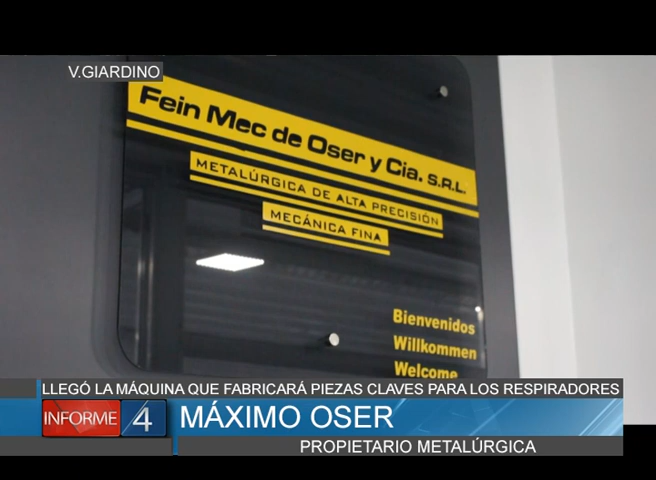 V.GIARDINO
Fein Mec de Oser y Cia. S.R.L.
METALÚRGICA DE ALTA PRECISIÓN
MECÁNICA FINA
Bienvenidos
Willkommen
Welcome
LLEGÓ LA MÁQUINA QUE FABRICARÁ PIEZAS CLAVES PARA LOS RESPIRADORES
INFORME 4 MÁXIMO OSER
PROPIETARIO METALÚRGICA